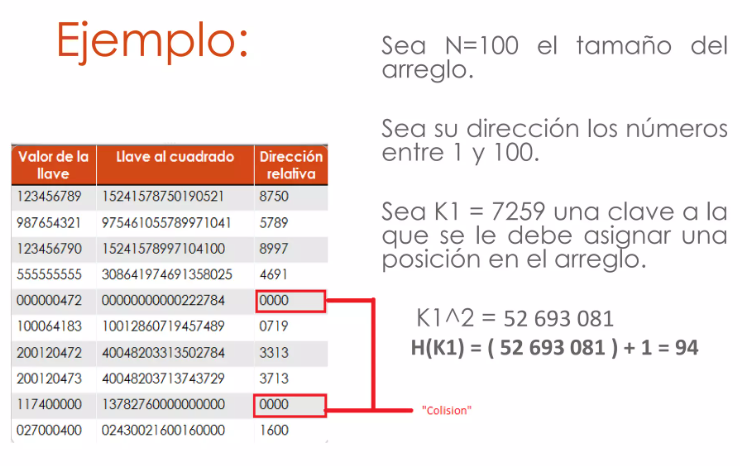 Ejemplo:
Sea N=100 el tamaño del
arreglo.
Sea su dirección los números
entre 1 y 100.
Sea K1 = 7259 una clave a la
que se le debe asignar una
posición en el arreglo.
K1^2 = 52 693 081
H(K1) = ( 52 693 081 ) + 1 = 94
Valor de la llave Llave al cuadrado Dirección relativa
123456789 15241578750190521 8750
987654321 975461055789971041 5789
123456790 15241578997104100 8997
555555555 308641974691358025 4691
000000472 00000000000222784 0000
100064183 10012860719457489 0719
200120472 40048203313502784 3313
200120473 40048203713743729 3713
117400000 13782760000000000 0000
027000400 02430021600160000 1600
"Colision"